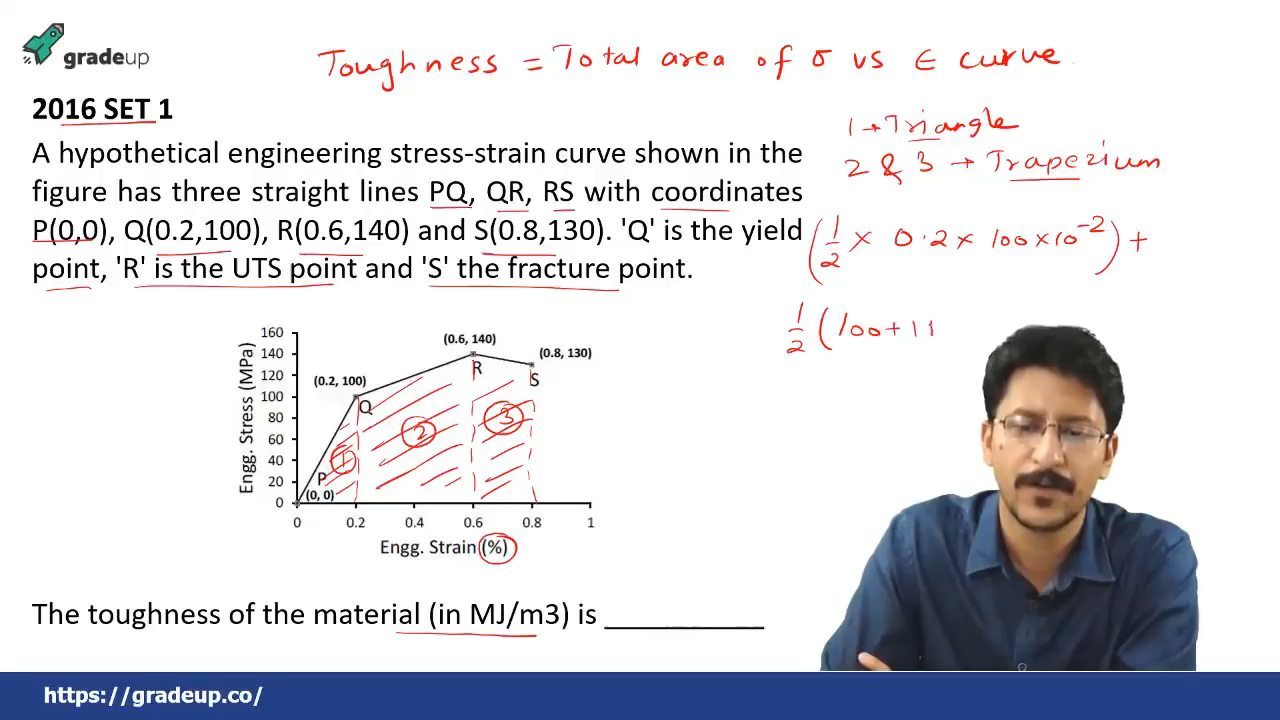 gradeup
Toughness = Total area of σ vs ∈ curve
2016 SET 1
A hypothetical engineering stress-strain curve shown in the
figure has three straight lines PQ, QR, RS with coordinates
P(0,0), Q(0.2,100), R(0.6,140) and S(0.8,130). 'Q' is the yield
point, 'R' is the UTS point and 'S' the fracture point.
1 → Triangle
2 & 3 → Trapezium
(1/2 × 0.2 × 100 × 10⁻²) +
1/2 (100 + 11
Engg. Stress (MPa)
160
140
120
100
80
60
40
20
0
(0.6, 140)
(0.8, 130)
(0.2, 100)
R
S
Q
P
(0, 0)
1
2
3
0 0.2 0.4 0.6 0.8 1
Engg. Strain (%)
The toughness of the material (in MJ/m3) is __________
https://gradeup.co/